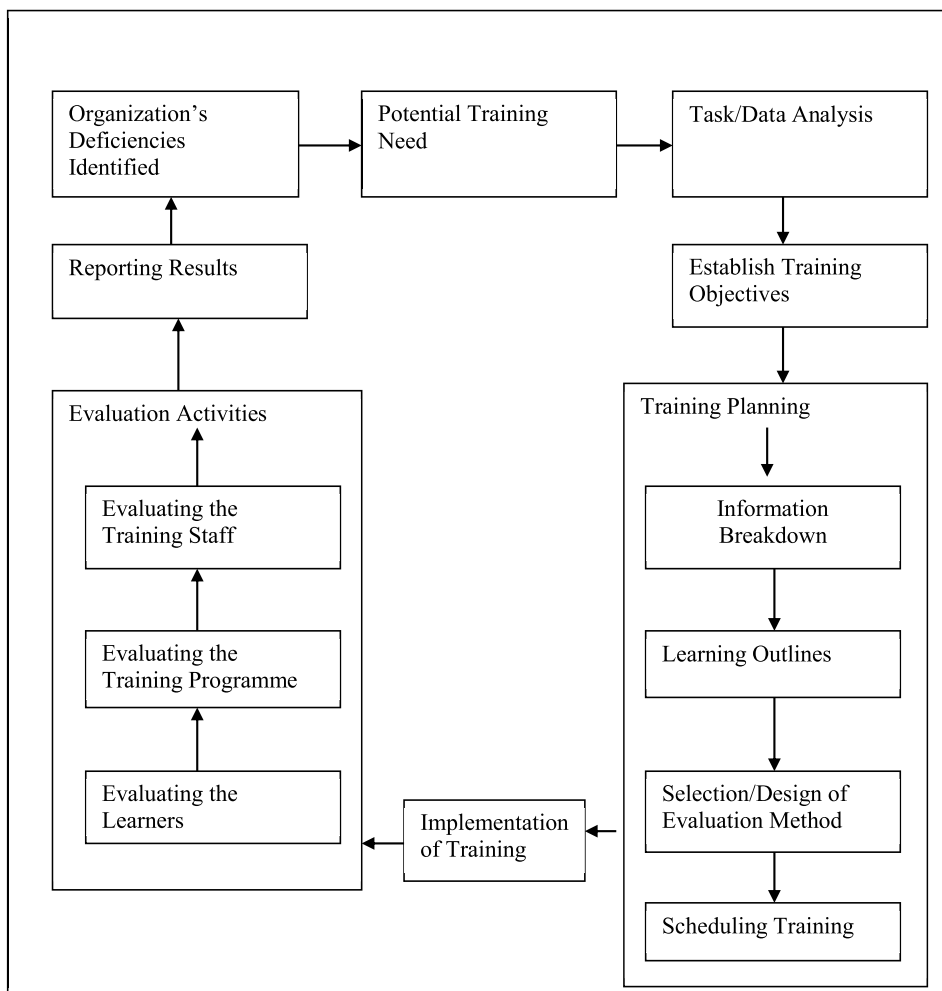 Organization’s
Deficiencies
Identified
Potential Training
Need
Task/Data Analysis
Reporting Results
Establish Training
Objectives
Evaluation Activities
Evaluating the
Training Staff
Evaluating the
Training Programme
Evaluating the
Learners
Implementation
of Training
Training Planning
Information
Breakdown
Learning Outlines
Selection/Design of
Evaluation Method
Scheduling Training